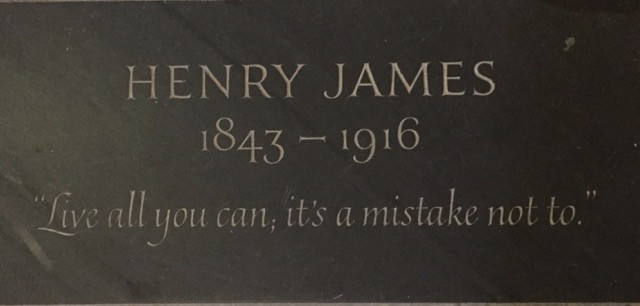 HENRY JAMES
1843 – 1916
“Live all you can; it's a mistake not to.”